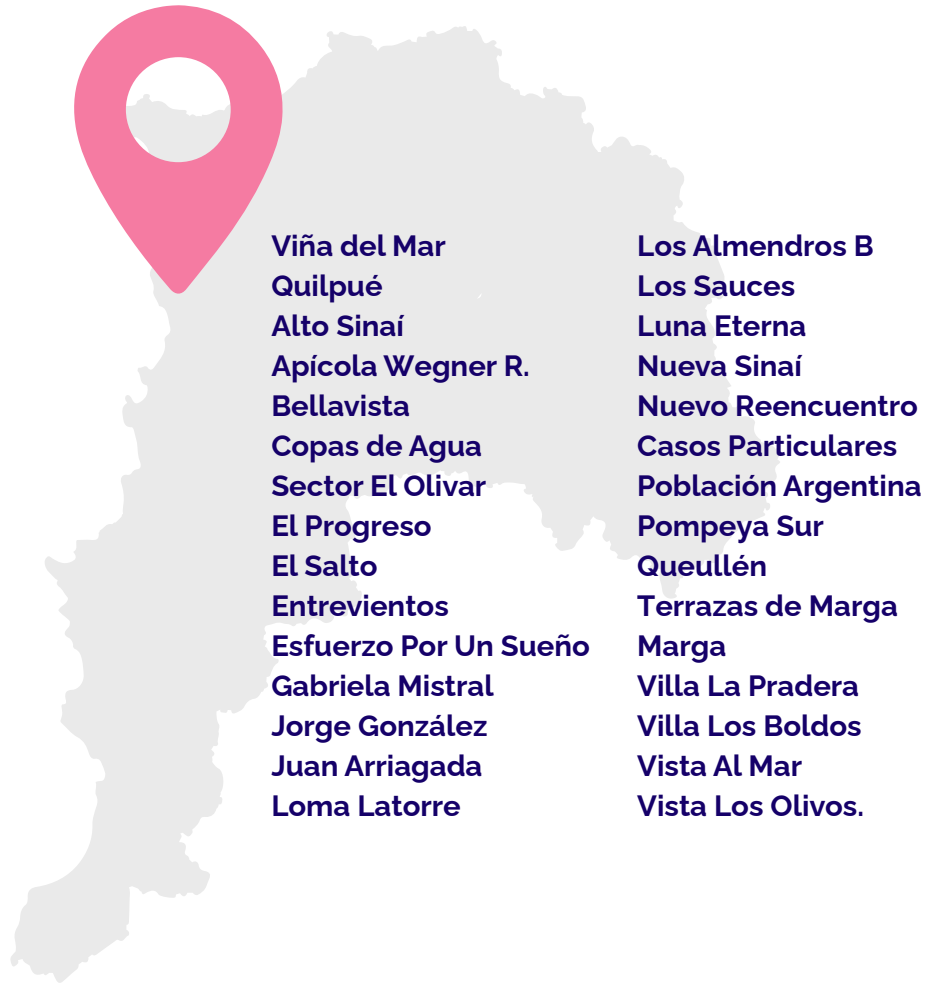 Viña del Mar
Quilpué
Alto Sinaí
Apícola Wegner R.
Bellavista
Copas de Agua
Sector El Olivar
El Progreso
El Salto
Entrevientos
Esfuerzo Por Un Sueño
Gabriela Mistral
Jorge González
Juan Arriagada
Loma Latorre
Los Almendros B
Los Sauces
Luna Eterna
Nueva Sinaí
Nuevo Reencuentro
Casos Particulares
Población Argentina
Pompeya Sur
Queullén
Terrazas de Marga
Marga
Villa La Pradera
Villa Los Boldos
Vista Al Mar
Vista Los Olivos.